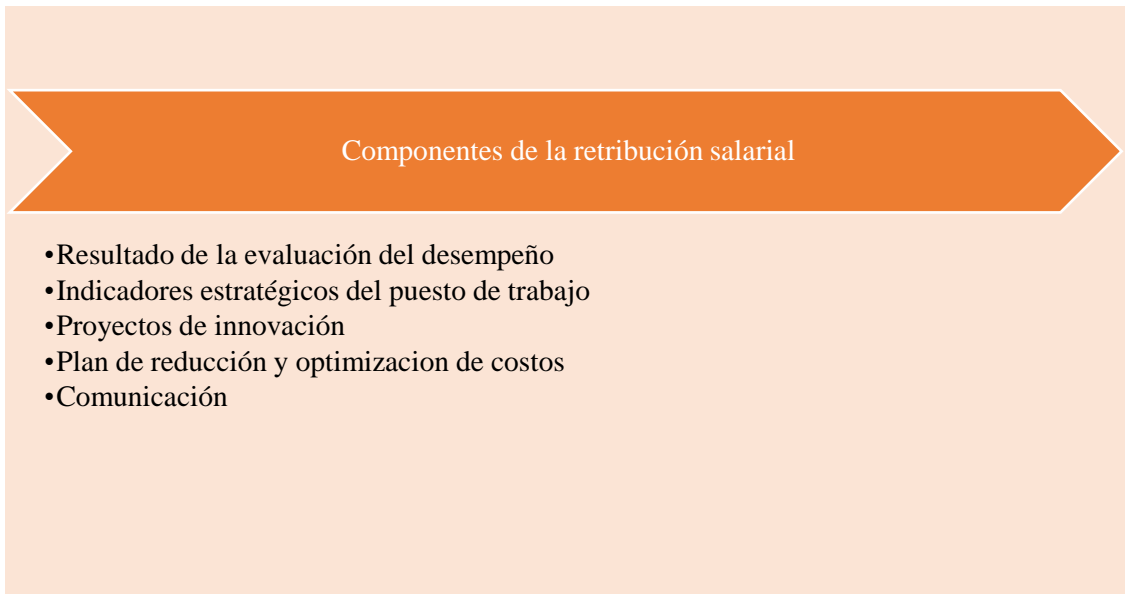 Componentes de la retribución salarial
•Resultado de la evaluación del desempeño
•Indicadores estratégicos del puesto de trabajo
•Proyectos de innovación
•Plan de reducción y optimizacion de costos
•Comunicación